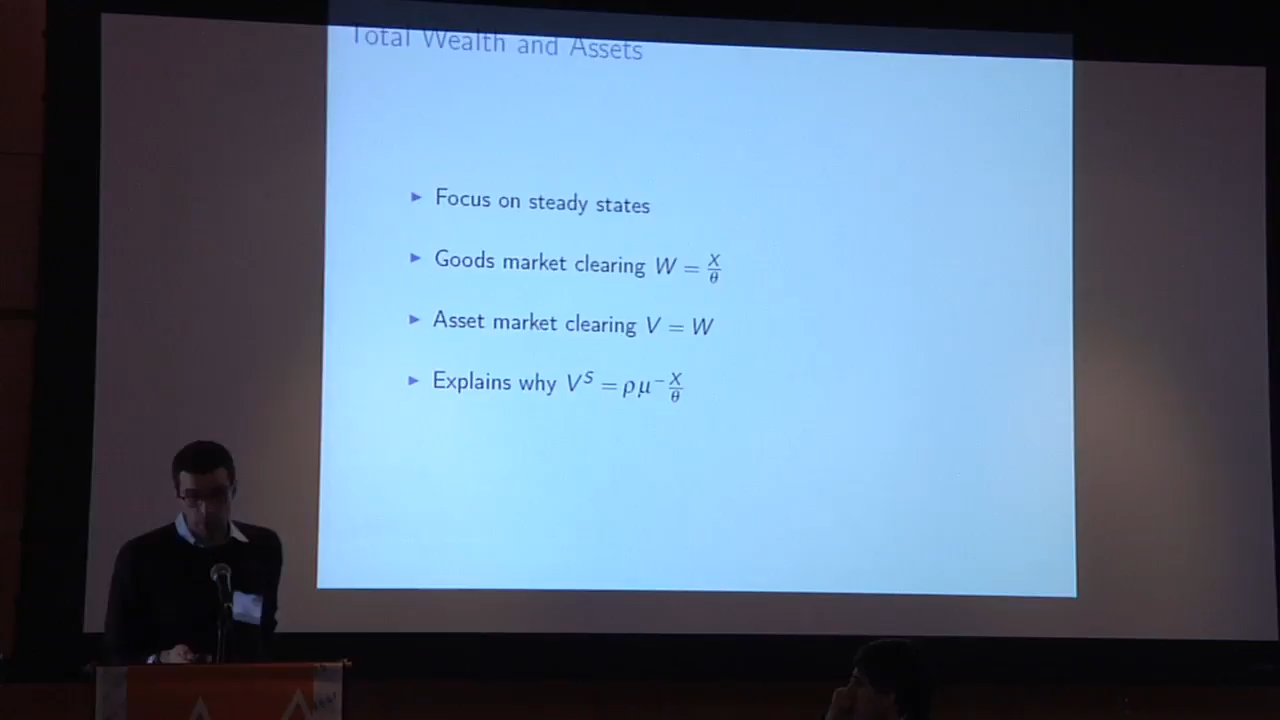 Total Wealth and Assets
▶ Focus on steady states
▶ Goods market clearing W = X/θ
▶ Asset market clearing V = W
▶ Explains why V^S = ρμ⁻ X/θ